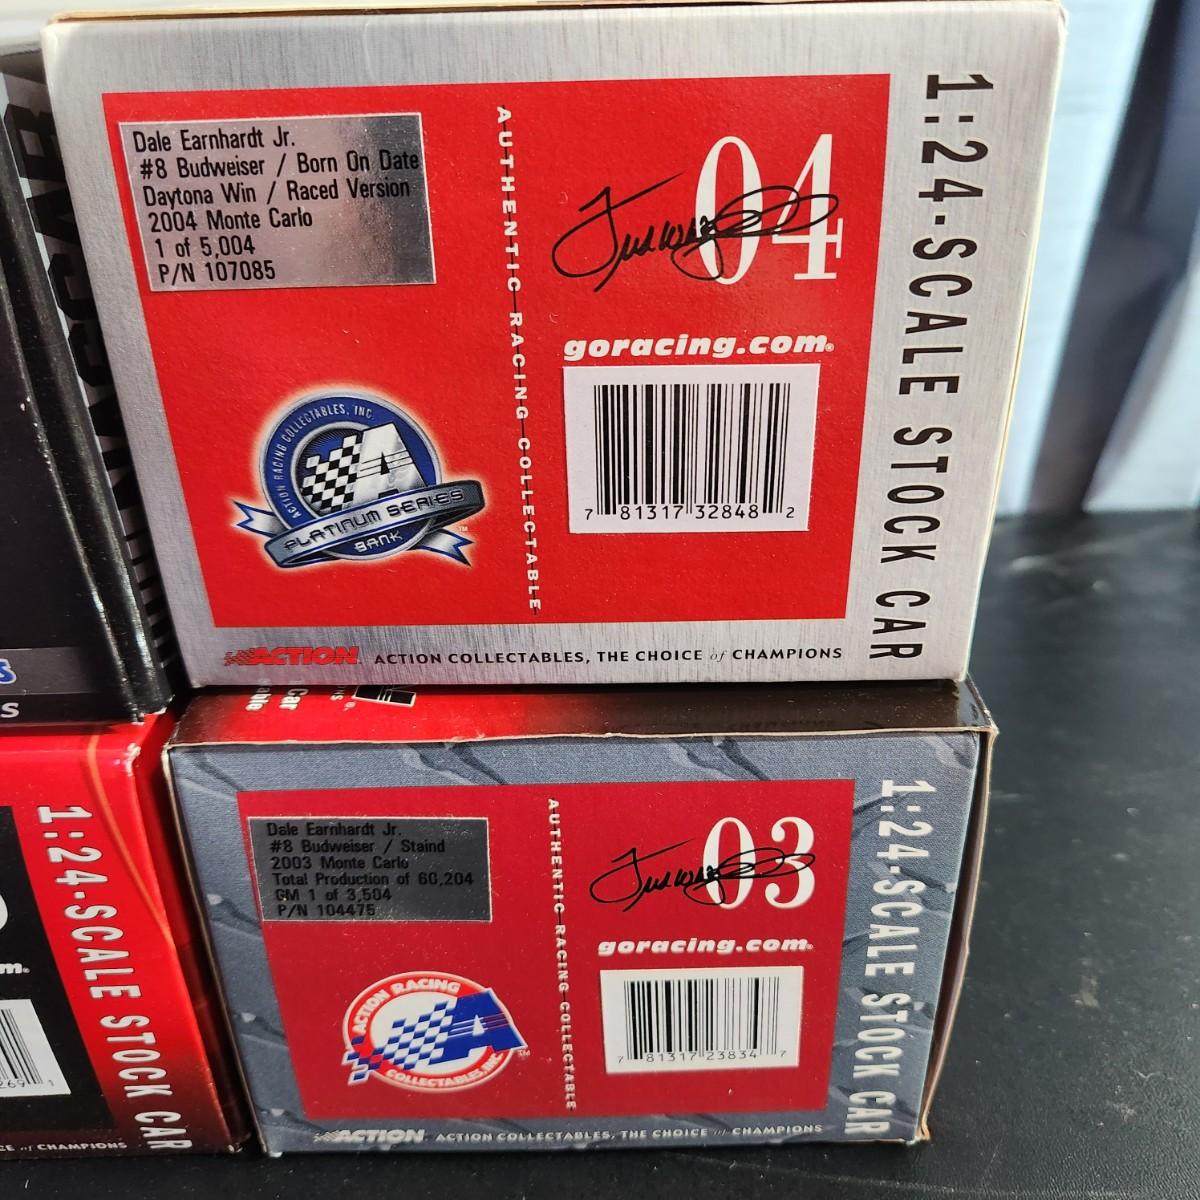 Dale Earnhardt Jr.
#8 Budweiser / Born On Date
Daytona Win / Raced Version
2004 Monte Carlo
1 of 5,004
P/N 107085
AUTHENTIC RACING COLLECTABLE
04
goracing.com
7 81317 32848 2
ACTION RACING COLLECTABLES, INC.
PLATINUM SERIES
BANK
1:24-SCALE STOCK CAR
ACTION ACTION COLLECTABLES, THE CHOICE of CHAMPIONS
Dale Earnhardt Jr.
#8 Budweiser / Staind
2003 Monte Carlo
Total Production of 60,204
GM 1 of 3,504
P/N 104475
AUTHENTIC RACING COLLECTABLE
03
goracing.com
7 81317 23834 7
ACTION RACING
COLLECTABLES, INC.
1:24-SCALE STOCK CAR
ACTION ACTION COLLECTABLES, THE CHOICE of CHAMPIONS
1:24-SCALE STOCK CAR
CHAMPIONS